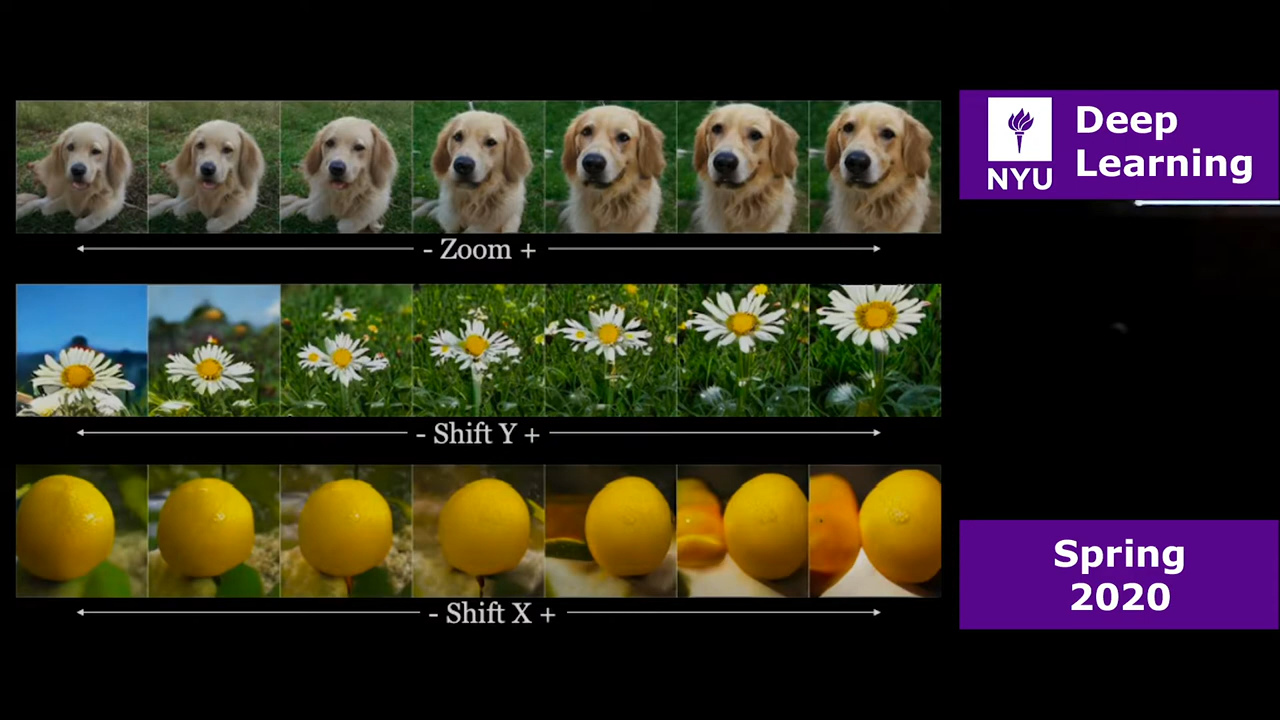 - Zoom +
- Shift Y +
- Shift X +
NYU
Deep
Learning
Spring
2020